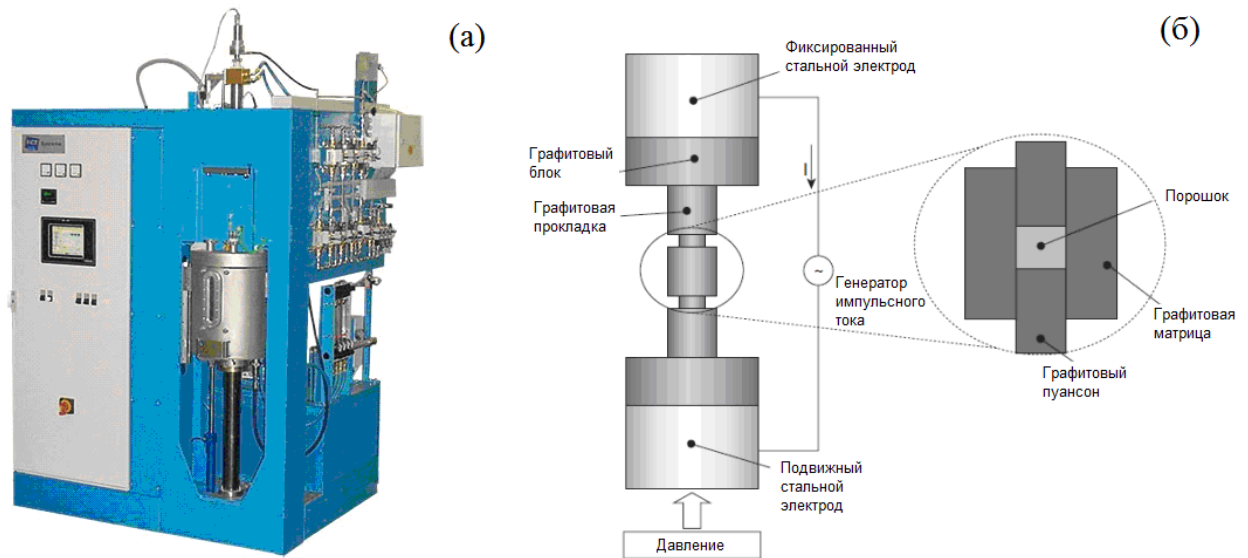 (а)
(б)
Фиксированный
стальной электрод
Графитовый
блок
Графитовая
прокладка
I
~
Генератор
импульсного
тока
Порошок
Графитовая
матрица
Графитовый
пуансон
Подвижный
стальной
электрод
Давление